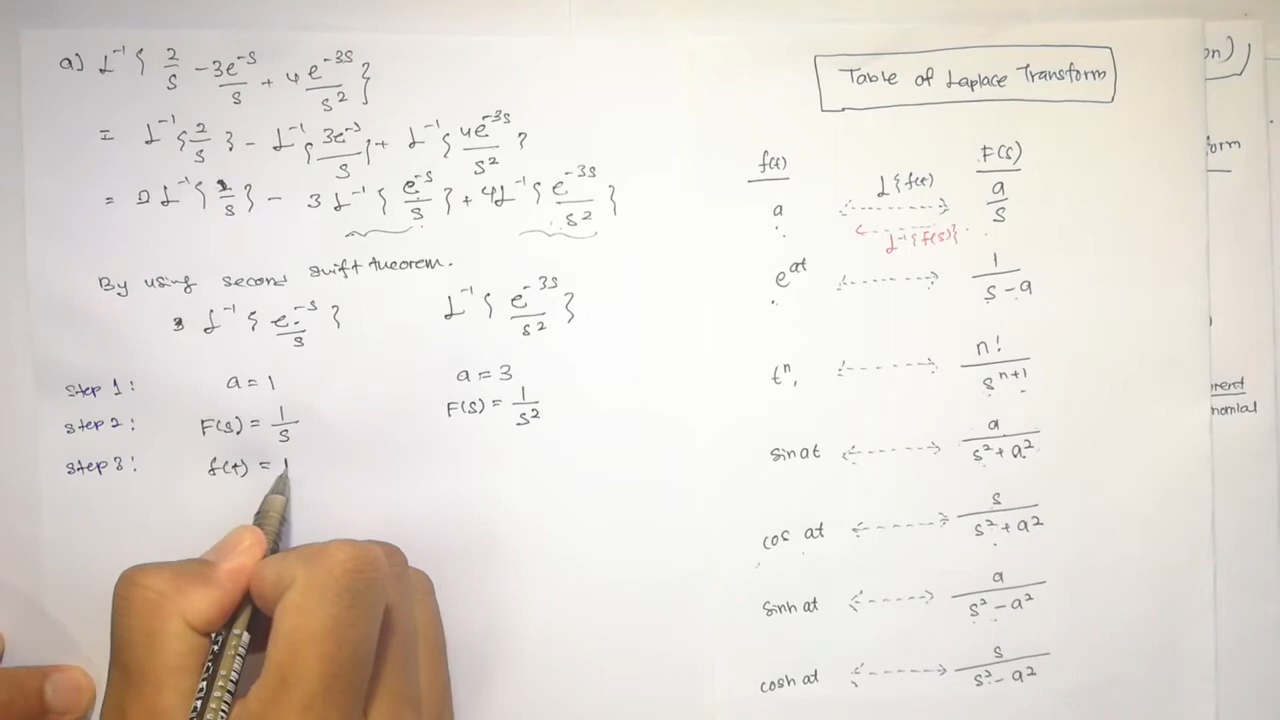 a) L⁻¹ { 2/s - 3e⁻ˢ/s + 4 e⁻³ˢ/s² }
= L⁻¹ { 2/s } - L⁻¹ { 3e⁻ˢ/s } + L⁻¹ { 4e⁻³ˢ/s² }
= 2 L⁻¹ { 1/s } - 3 L⁻¹ { e⁻ˢ/s } + 4 L⁻¹ { e⁻³ˢ/s² }
By using second shift theorem.
3 L⁻¹ { e⁻ˢ/s }
L⁻¹ { e⁻³ˢ/s² }
step 1: a = 1
a = 3
step 2: F(s) = 1/s
F(s) = 1/s²
step 3: f(t) = 1
Table of Laplace Transform
f(t) L{f(t)} F(s)
a a/s
L⁻¹{F(s)}
eᵃᵗ 1/(s - a)
tⁿ, n!/sⁿ⁺¹
sin at a/(s² + a²)
cos at s/(s² + a²)
sinh at a/(s² - a²)
cosh at s/(s² - a²)